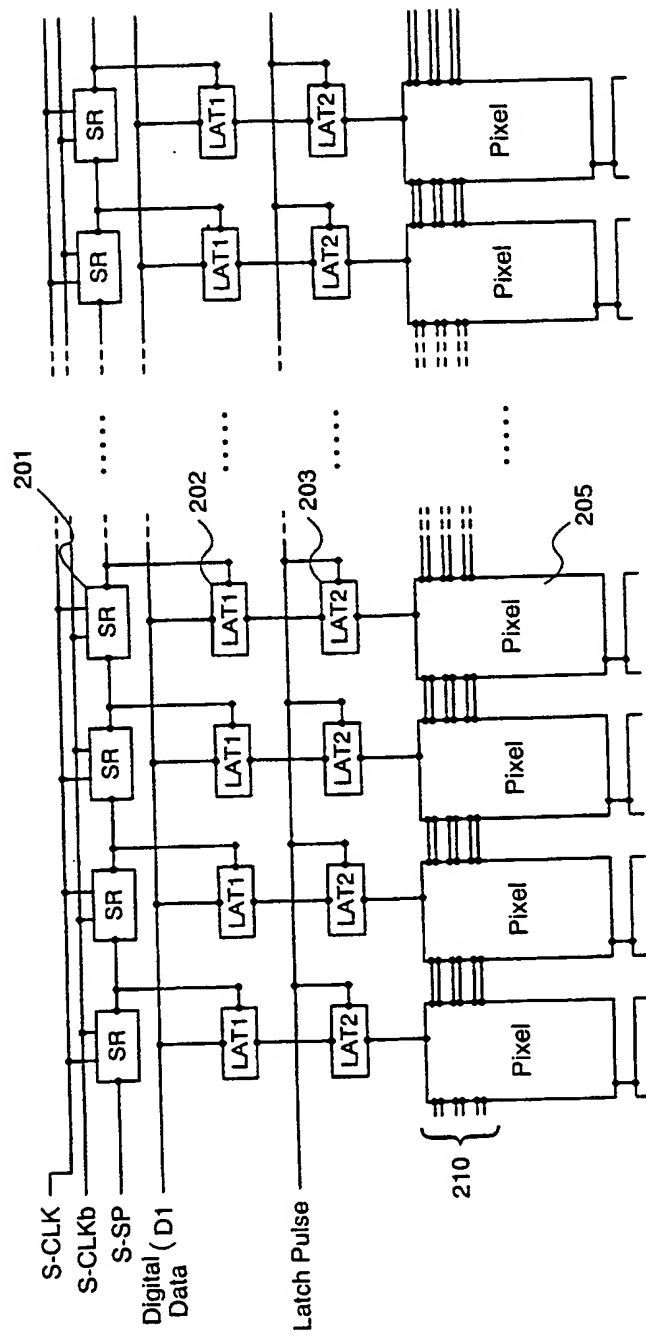 S-CLK
S-CLKb
S-SP
Digital Data ( D1
Latch Pulse
210
201
202
203
205
SR SR SR SR SR SR
LAT1 LAT1 LAT1 LAT1 LAT1 LAT1
LAT2 LAT2 LAT2 LAT2 LAT2 LAT2
Pixel Pixel Pixel Pixel Pixel Pixel